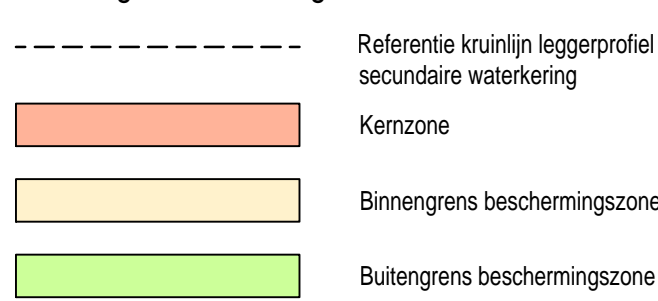 Referentie kruinlijn leggerprofiel
secundaire waterkering
Kernzone
Binnengrens beschermingszone
Buitengrens beschermingszone